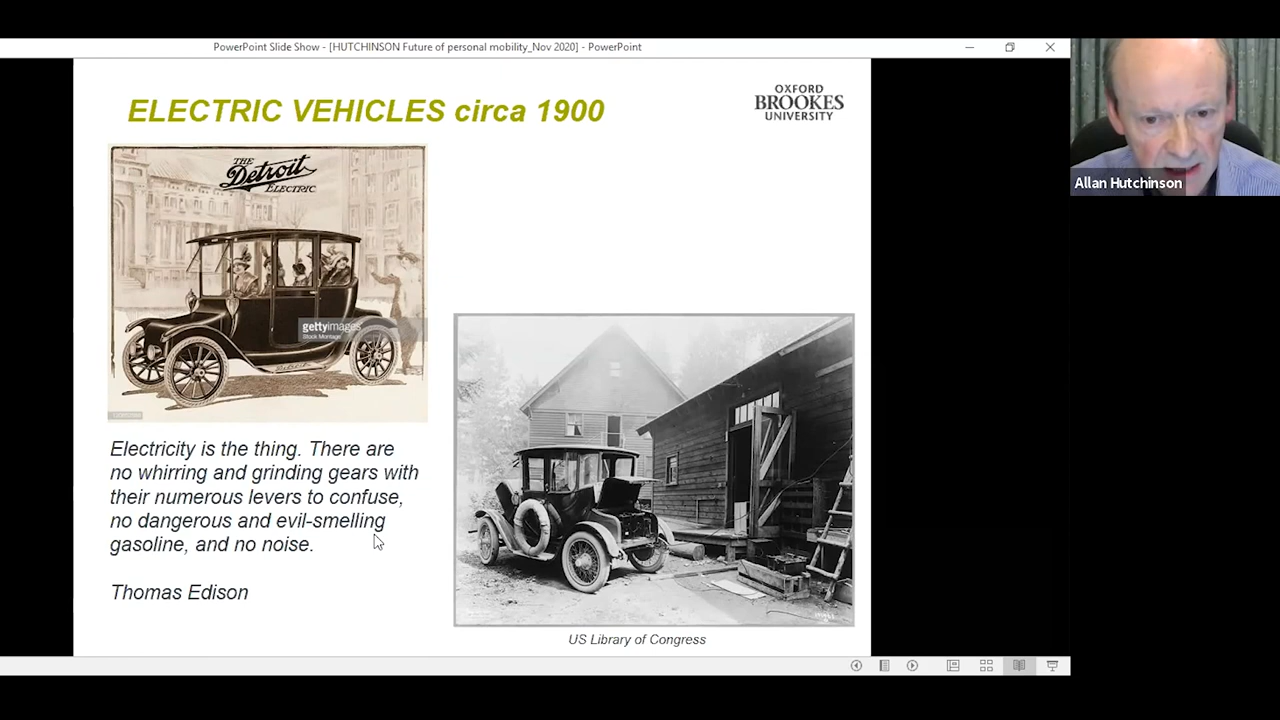 PowerPoint Slide Show - [HUTCHINSON Future of personal mobility_Nov 2020] - PowerPoint
ELECTRIC VEHICLES circa 1900
OXFORD
BROOKES
UNIVERSITY
THE
Detroit
ELECTRIC
gettyimages
Stock Montage
Electricity is the thing. There are
no whirring and grinding gears with
their numerous levers to confuse,
no dangerous and evil-smelling
gasoline, and no noise.
Thomas Edison
US Library of Congress
Allan Hutchinson